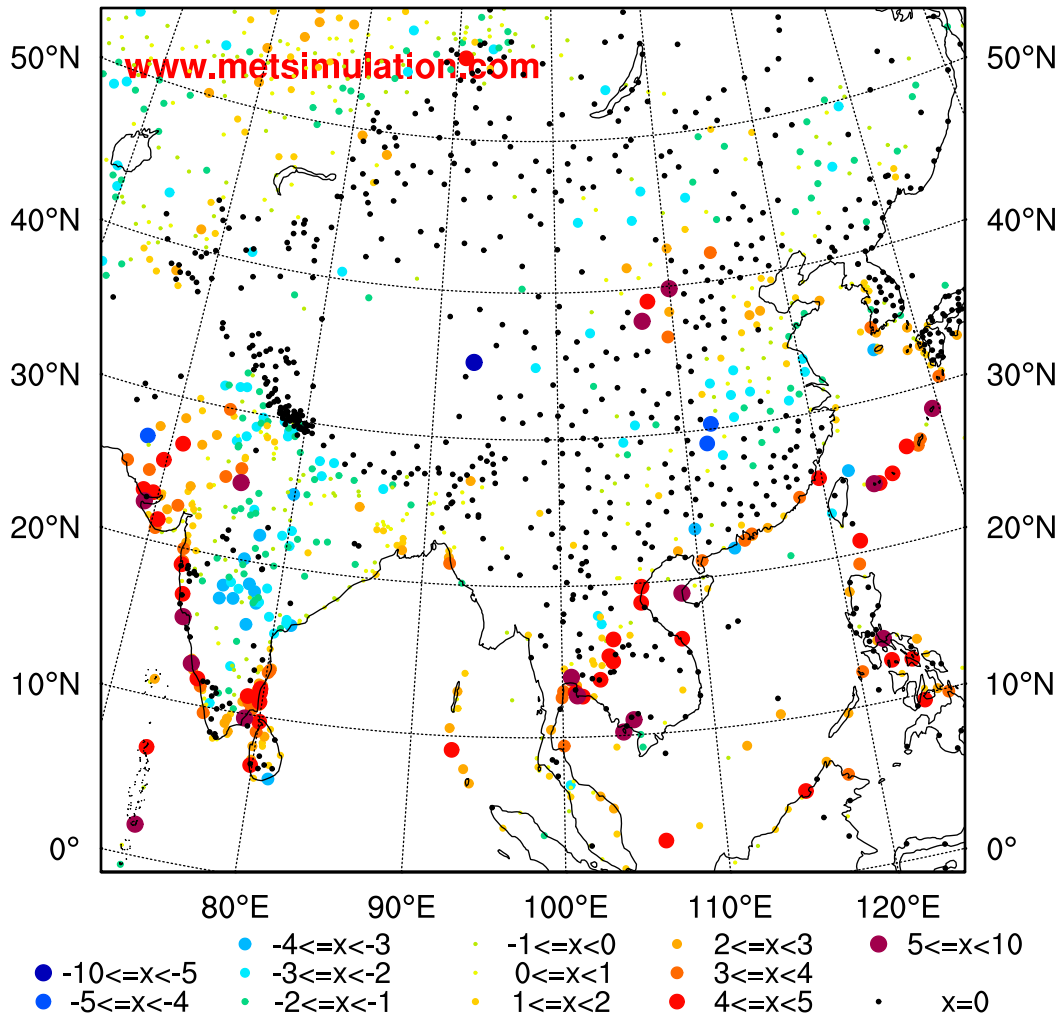 50°N 50°N
www.metsimulation.com
40°N 40°N
30°N 30°N
20°N 20°N
10°N 10°N
0° 0°
80°E 90°E 100°E 110°E 120°E
-4<=x<-3 -1<=x<0 2<=x<3 5<=x<10
-10<=x<-5 -3<=x<-2 0<=x<1 3<=x<4
-5<=x<-4 -2<=x<-1 1<=x<2 4<=x<5 x=0